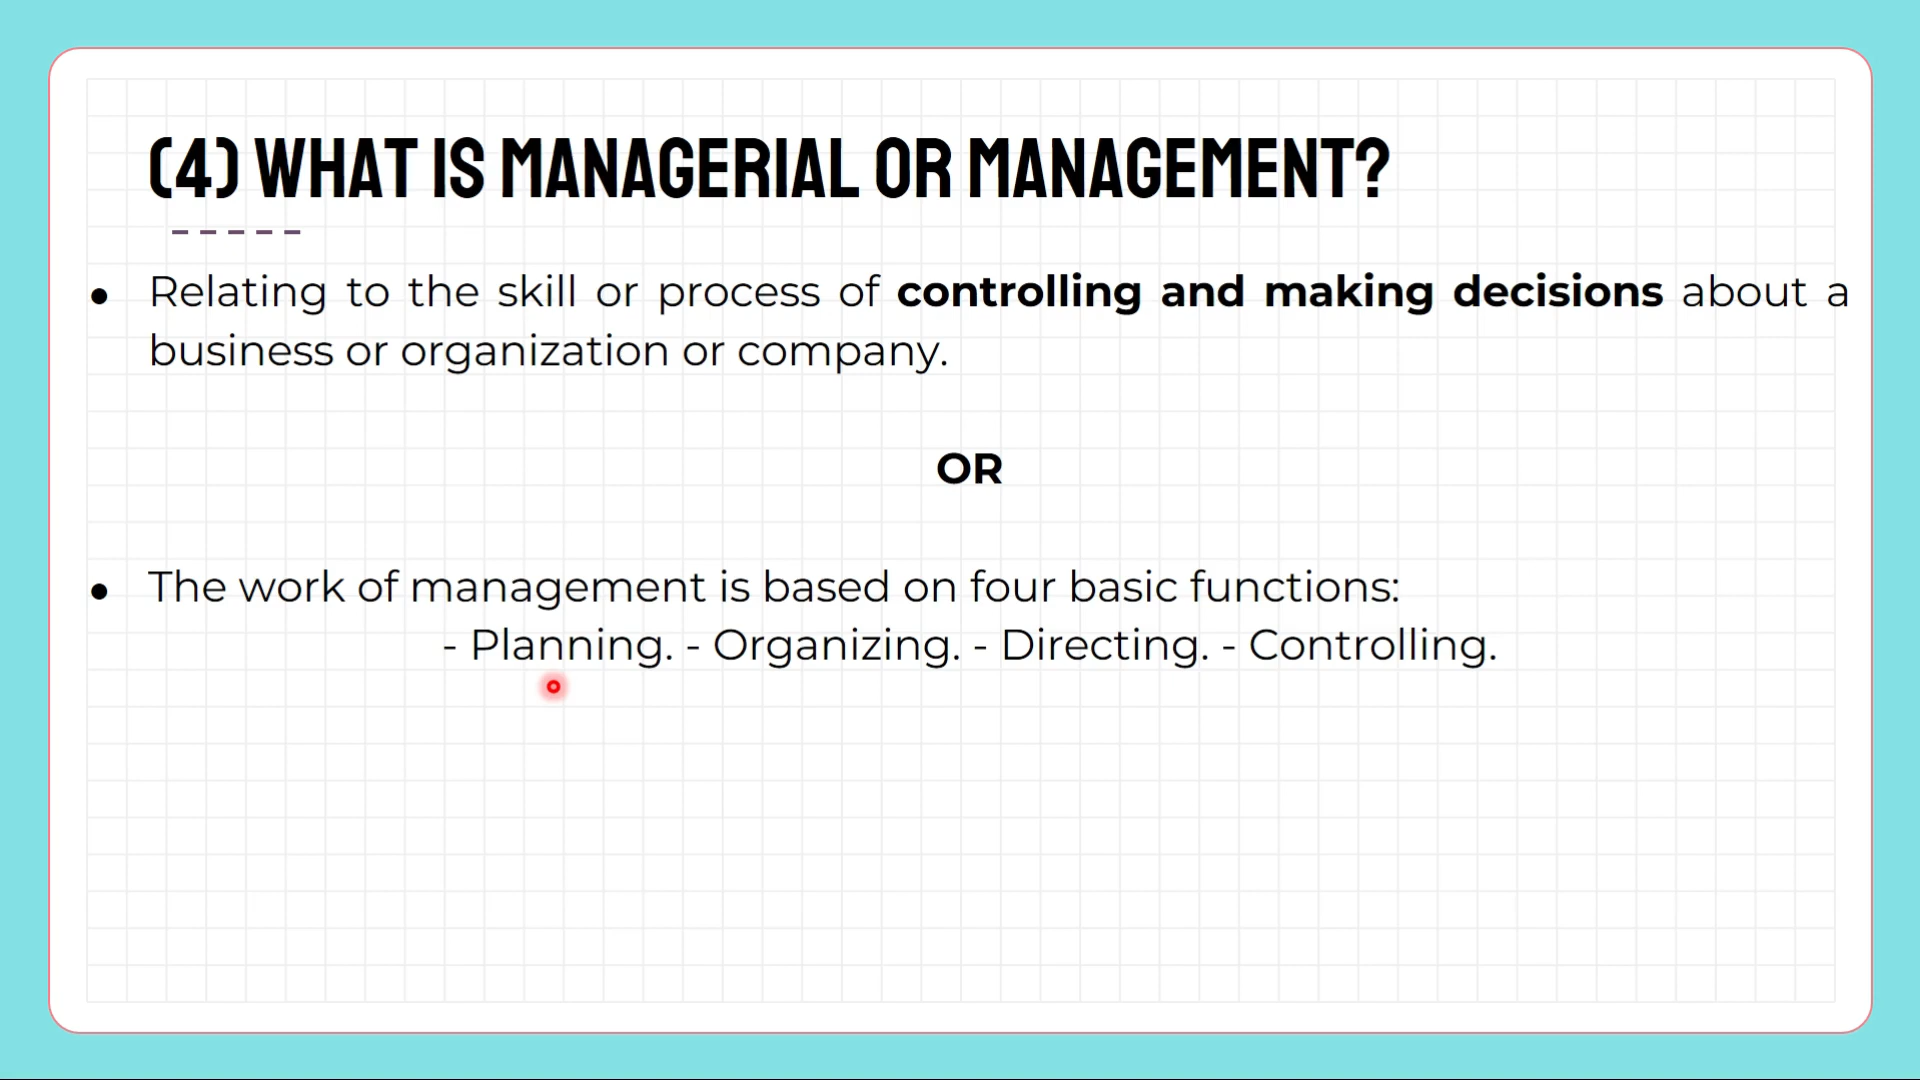 (4) WHAT IS MANAGERIAL OR MANAGEMENT?
● Relating to the skill or process of controlling and making decisions about a
business or organization or company.
OR
● The work of management is based on four basic functions:
- Planning. - Organizing. - Directing. - Controlling.